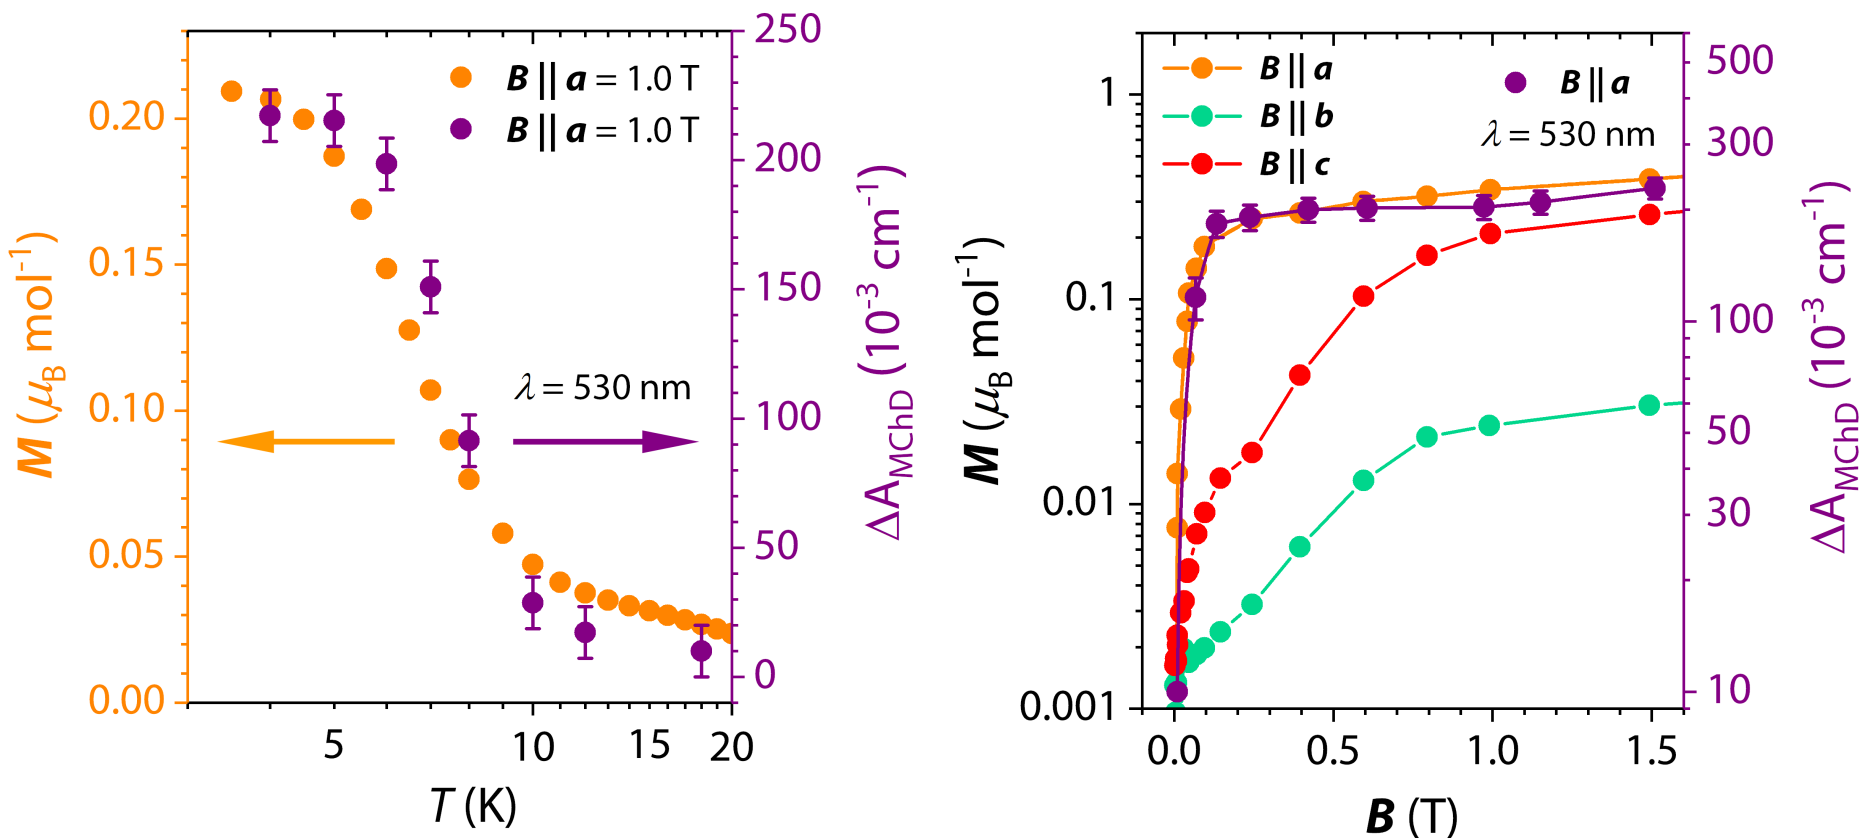 250
200
150
100
50
0
0.20
0.15
0.10
0.05
0.00
B || a = 1.0 T
B || a = 1.0 T
λ = 530 nm
M (μB mol-1)
ΔAMChD (10-3 cm-1)
5 10 15 20
T (K)
1
0.1
0.01
0.001
500
300
100
50
30
10
B || a
B || b
B || c
B || a
λ = 530 nm
M (μB mol-1)
ΔAMChD (10-3 cm-1)
0.0 0.5 1.0 1.5
B (T)